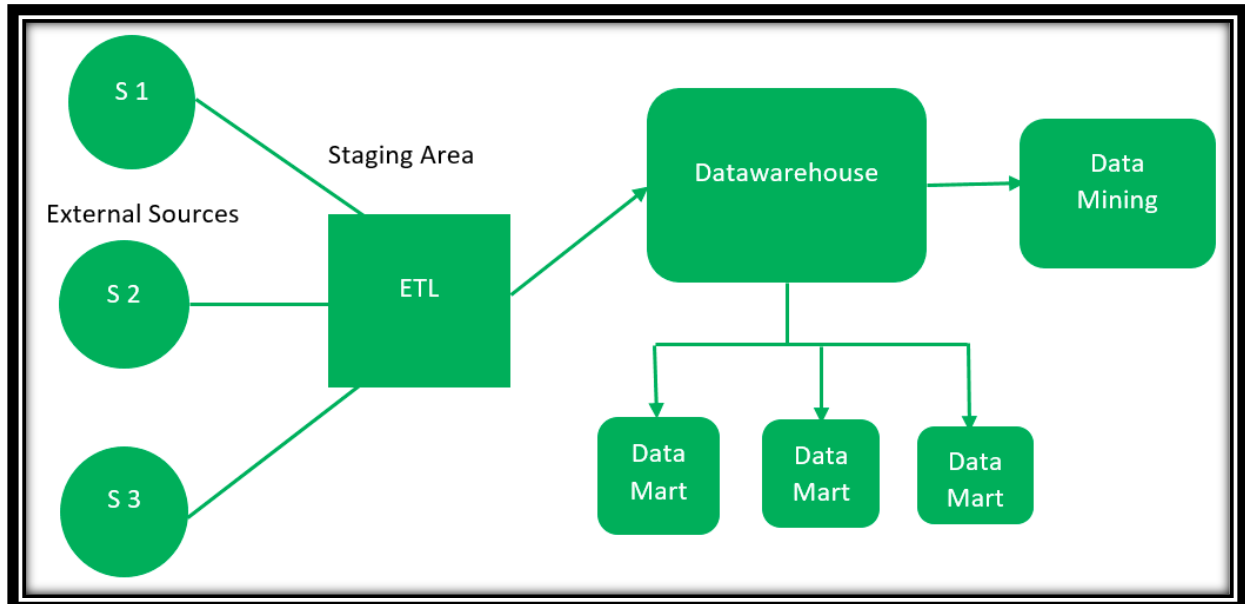 S 1
Staging Area
External Sources
S 2
ETL
S 3
Datawarehouse
Data
Mining
Data
Mart
Data
Mart
Data
Mart